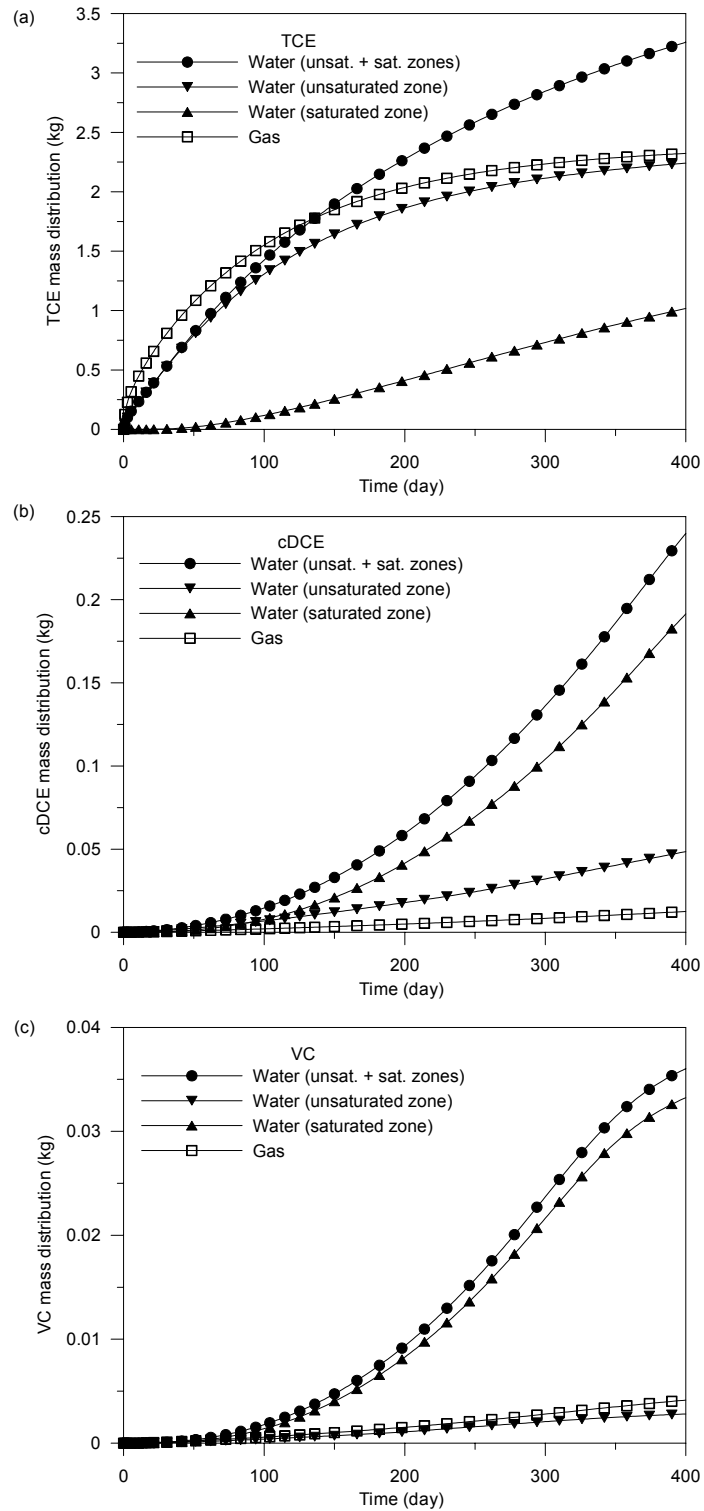 (a)
TCE
Water (unsat. + sat. zones)
Water (unsaturated zone)
Water (saturated zone)
Gas
3.5
3
2.5
2
1.5
1
0.5
0
TCE mass distribution (kg)
0 100 200 300 400
Time (day)
(b)
cDCE
Water (unsat. + sat. zones)
Water (unsaturated zone)
Water (saturated zone)
Gas
0.25
0.2
0.15
0.1
0.05
0
cDCE mass distribution (kg)
0 100 200 300 400
Time (day)
(c)
VC
Water (unsat. + sat. zones)
Water (unsaturated zone)
Water (saturated zone)
Gas
0.04
0.03
0.02
0.01
0
VC mass distribution (kg)
0 100 200 300 400
Time (day)